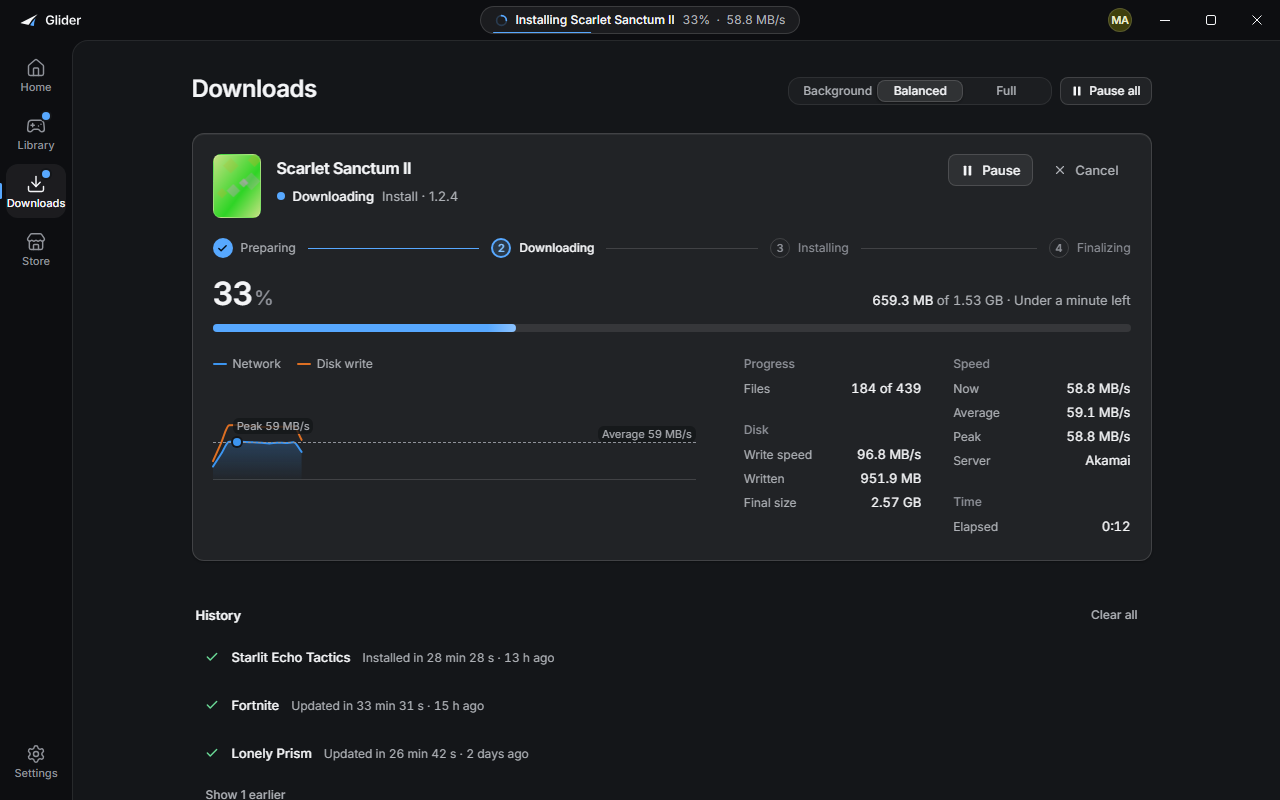 Glider
Installing Scarlet Sanctum II 33% · 58.8 MB/s
MA
Home
Library
Downloads
Store
Settings
Downloads
Background Balanced Full
Pause all
Scarlet Sanctum II
Downloading Install · 1.2.4
Pause
Cancel
Preparing
2 Downloading
3 Installing
4 Finalizing
33%
659.3 MB of 1.53 GB · Under a minute left
Network Disk write
Peak 59 MB/s
Average 59 MB/s
Progress
Files 184 of 439
Disk
Write speed 96.8 MB/s
Written 951.9 MB
Final size 2.57 GB
Speed
Now 58.8 MB/s
Average 59.1 MB/s
Peak 58.8 MB/s
Server Akamai
Time
Elapsed 0:12
History
Clear all
Starlit Echo Tactics Installed in 28 min 28 s · 13 h ago
Fortnite Updated in 33 min 31 s · 15 h ago
Lonely Prism Updated in 26 min 42 s · 2 days ago
Show 1 earlier